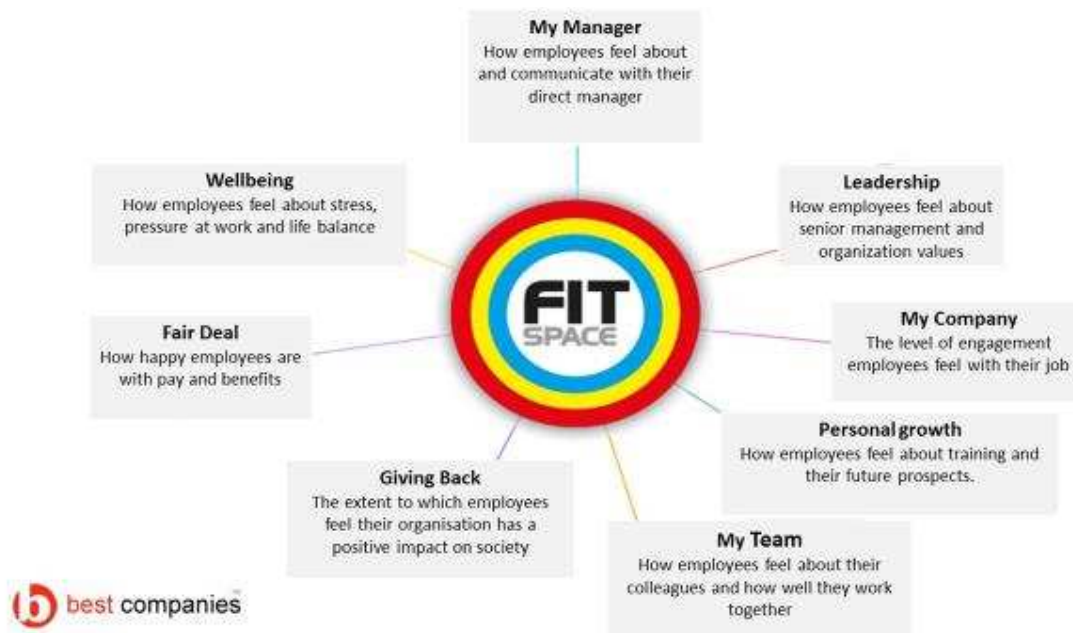 My Manager
How employees feel about
and communicate with their
direct manager
Wellbeing
How employees feel about stress,
pressure at work and life balance
Leadership
How employees feel about
senior management and
organization values
FIT
SPACE
Fair Deal
How happy employees are
with pay and benefits
My Company
The level of engagement
employees feel with their job
Personal growth
How employees feel about training and
their future prospects.
Giving Back
The extent to which employees
feel their organisation has a
positive impact on society
My Team
How employees feel about their
colleagues and how well they work
together
b best companies